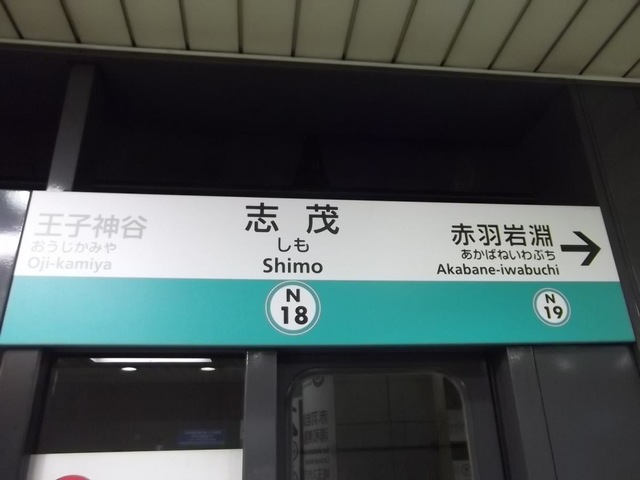 王子神谷
おうじかみや
Oji-kamiya
志茂
しも
Shimo
N
18
赤羽岩淵
あかばねいわぶち
Akabane-iwabuchi
N
19